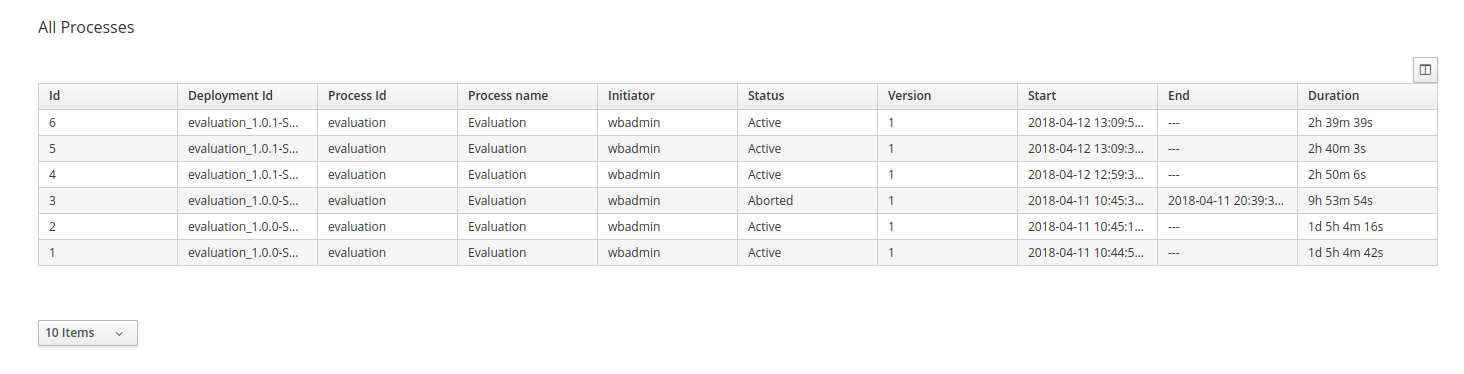 All Processes
Id Deployment Id Process Id Process name Initiator Status Version Start End Duration
6 evaluation_1.0.1-S... evaluation Evaluation wbadmin Active 1 2018-04-12 13:09:5... --- 2h 39m 39s
5 evaluation_1.0.1-S... evaluation Evaluation wbadmin Active 1 2018-04-12 13:09:3... --- 2h 40m 3s
4 evaluation_1.0.1-S... evaluation Evaluation wbadmin Active 1 2018-04-12 12:59:3... --- 2h 50m 6s
3 evaluation_1.0.0-S... evaluation Evaluation wbadmin Aborted 1 2018-04-11 10:45:3... 2018-04-11 20:39:3... 9h 53m 54s
2 evaluation_1.0.0-S... evaluation Evaluation wbadmin Active 1 2018-04-11 10:45:1... --- 1d 5h 4m 16s
1 evaluation_1.0.0-S... evaluation Evaluation wbadmin Active 1 2018-04-11 10:44:5... --- 1d 5h 4m 42s
10 Items